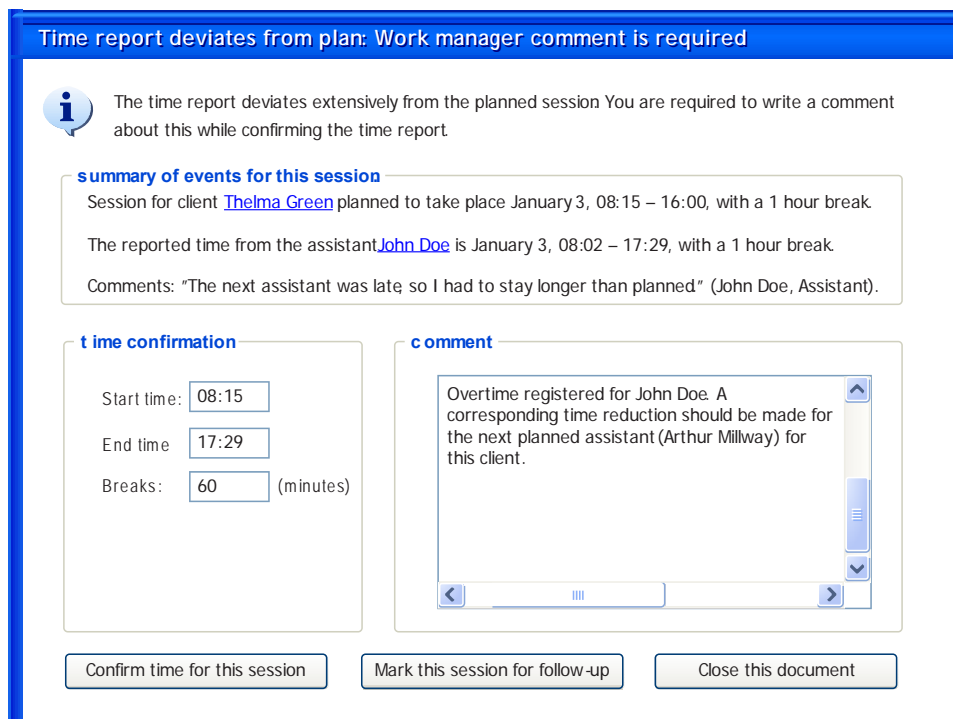 Time report deviates from plan: Work manager comment is required
The time report deviates extensively from the planned session. You are required to write a comment
about this while confirming the time report.
summary of events for this session
Session for client Thelma Green planned to take place January 3, 08:15 – 16:00, with a 1 hour break.
The reported time from the assistant John Doe is January 3, 08:02 – 17:29, with a 1 hour break.
Comments: "The next assistant was late, so I had to stay longer than planned." (John Doe, Assistant).
time confirmation
Start time: 08:15
End time 17:29
Breaks: 60 (minutes)
comment
Overtime registered for John Doe. A
corresponding time reduction should be made for
the next planned assistant (Arthur Millway) for
this client.
Confirm time for this session
Mark this session for follow-up
Close this document